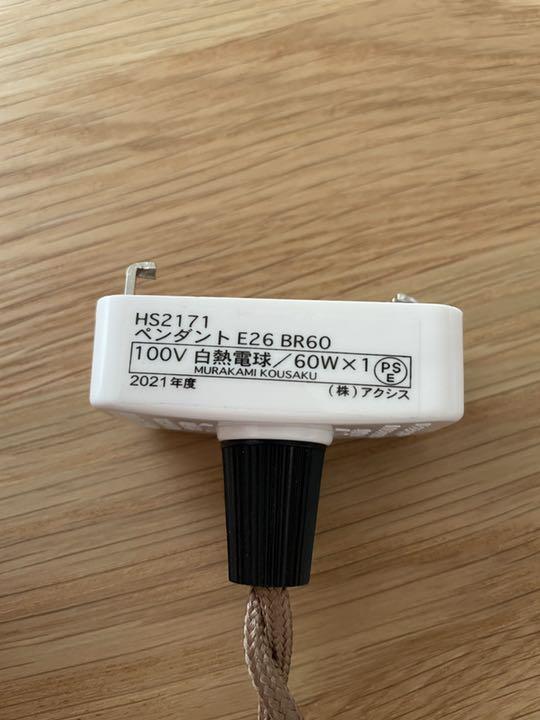 HS2171
ペンダント E26 BR60
100V 白熱電球／60W×1 PSE
MURAKAMI KOUSAKU
2021年度 (株)アクシス